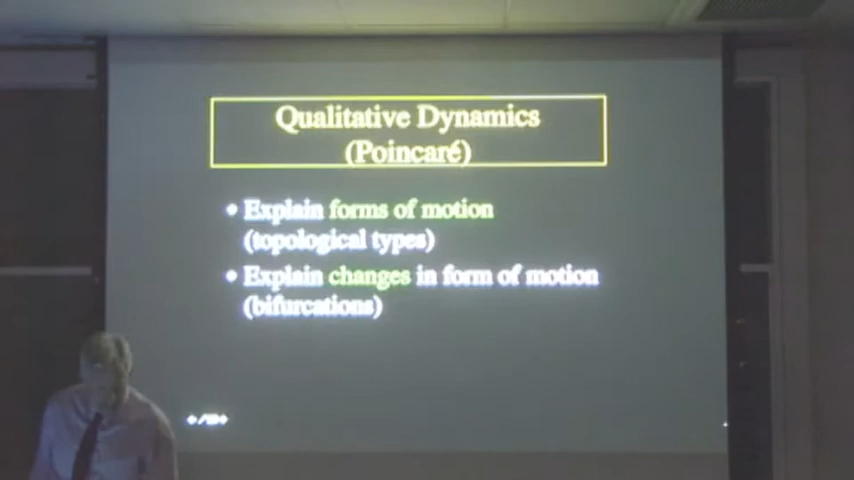 Qualitative Dynamics
(Poincaré)
• Explain forms of motion
(topological types)
• Explain changes in form of motion
(bifurcations)